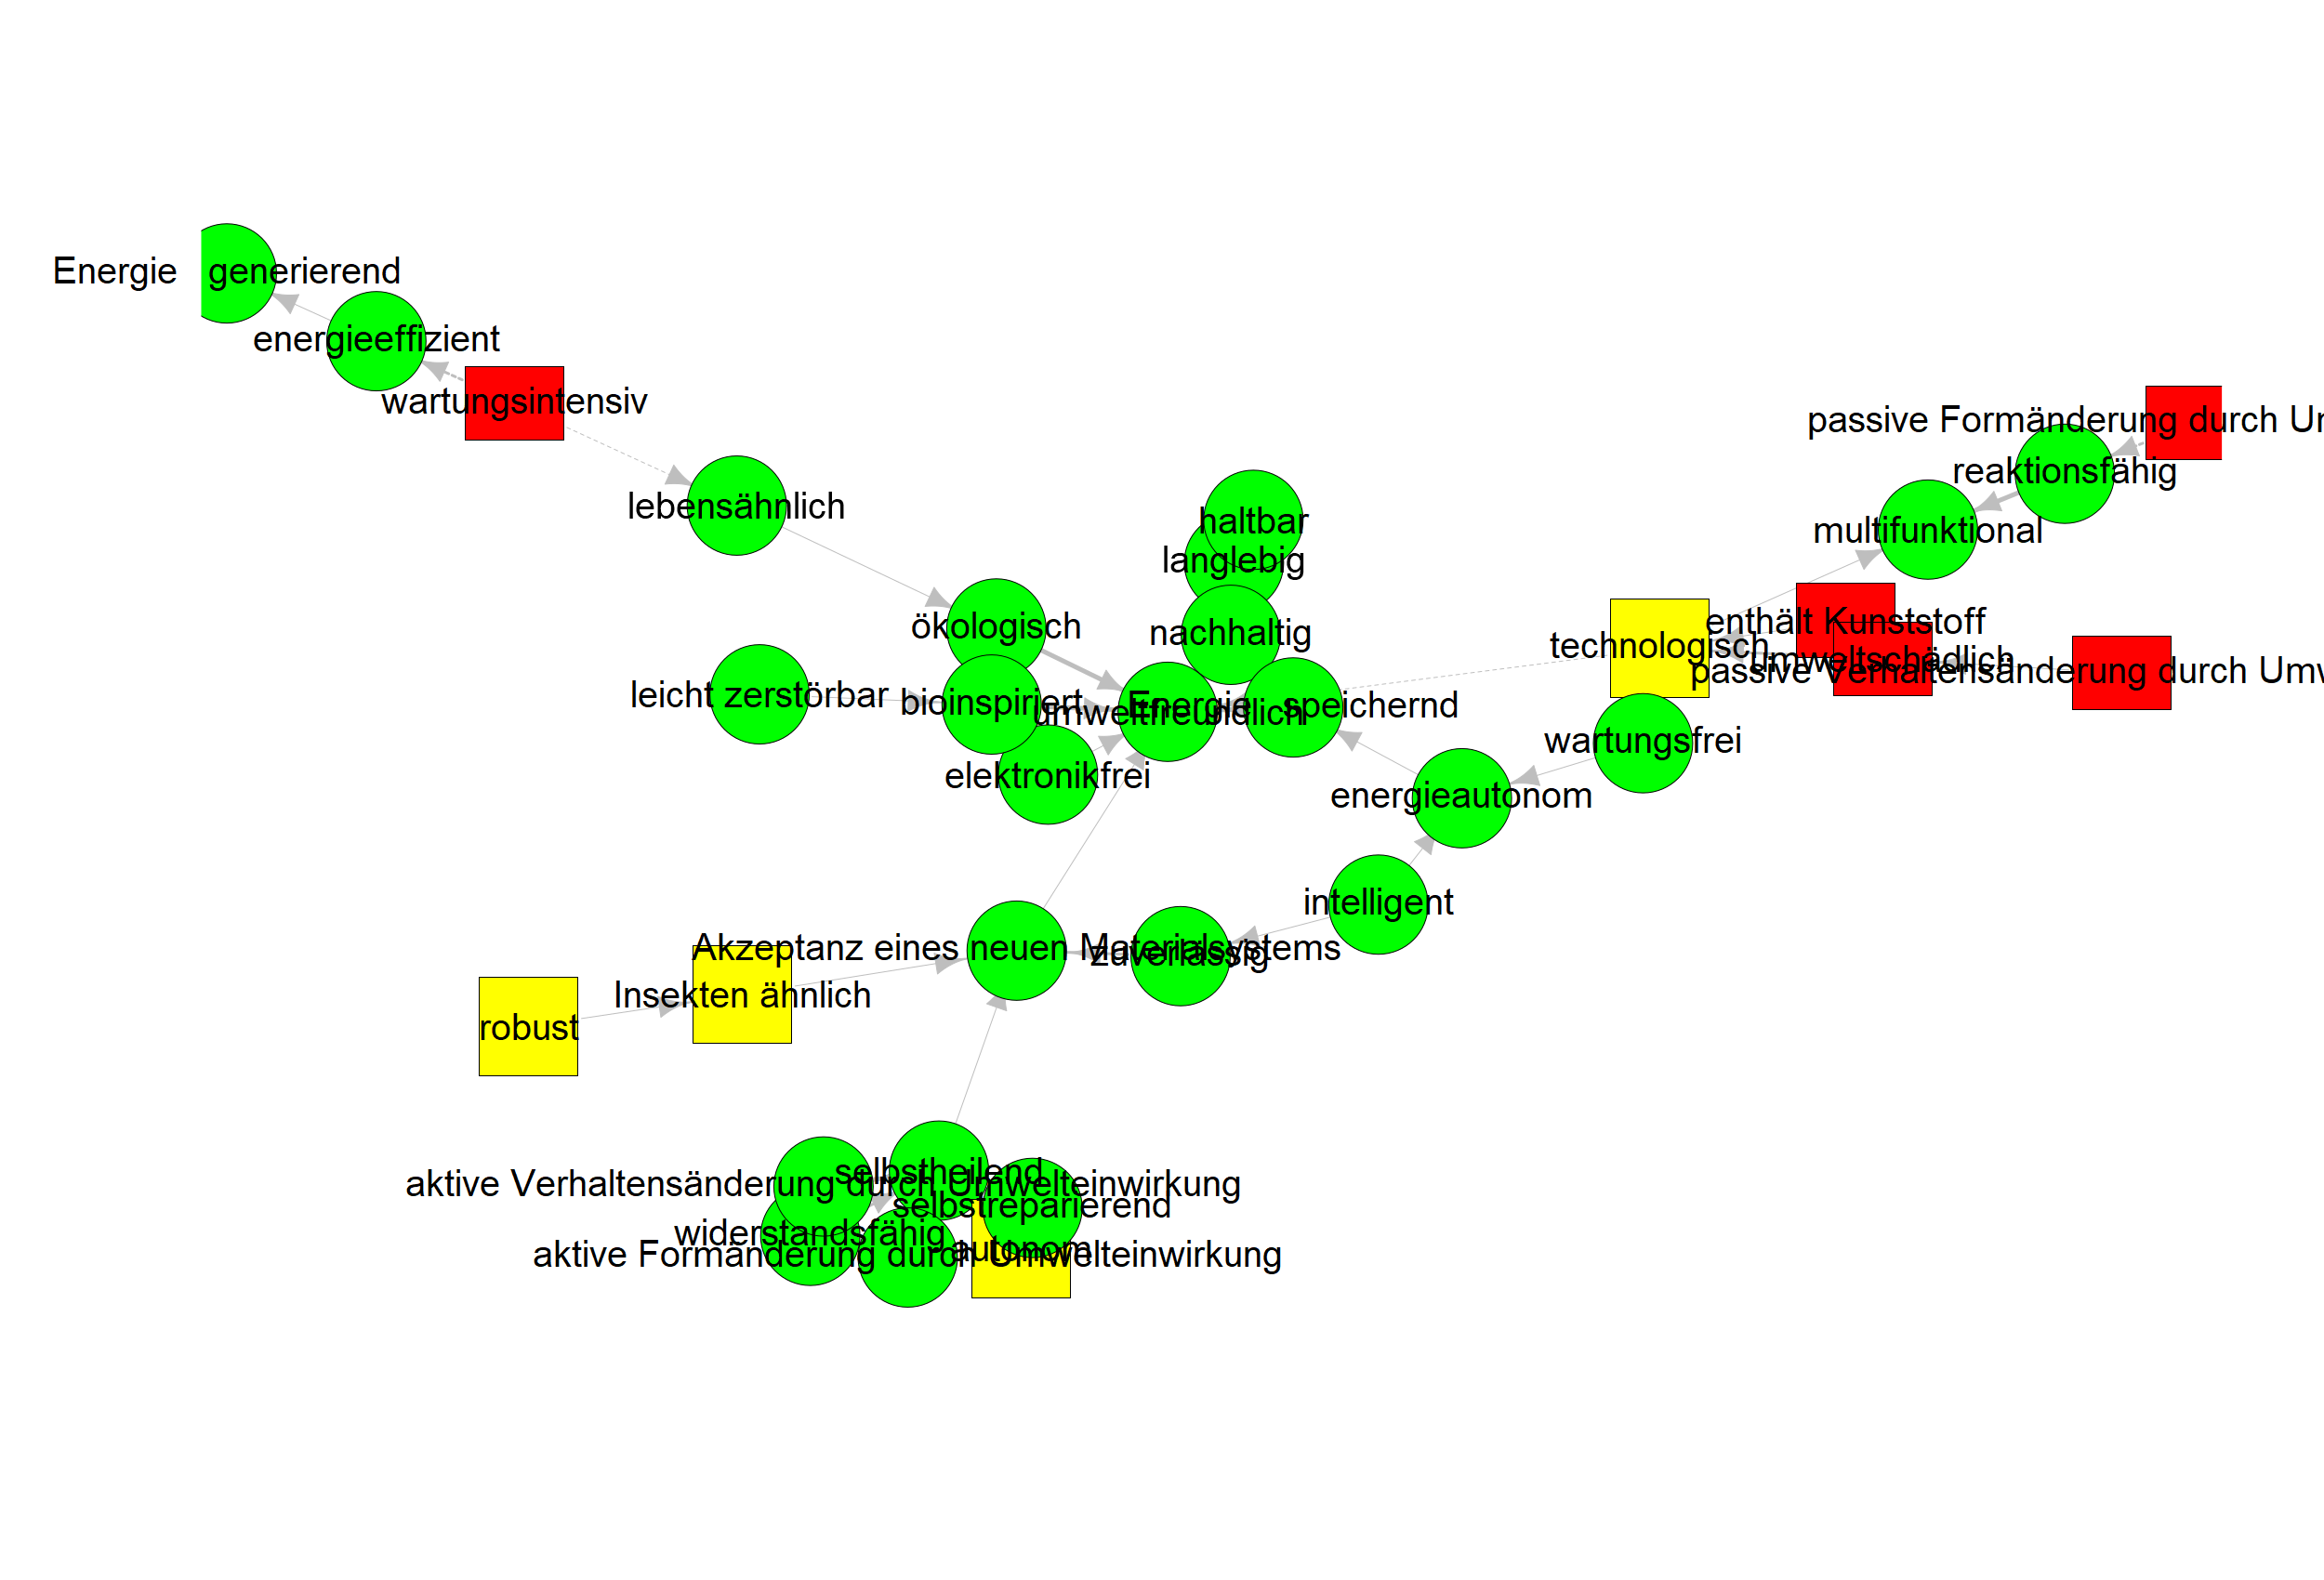 Energie generierend
energieeffizient
wartungsintensiv
passive Formänderung durch Ur
reaktionsfähig
lebensähnlich
haltbar
multifunktional
langlebig
ökologisch
nachhaltig
enthält Kunststoff
technologisch
umweltschädlich
passive Verhaltensänderung durch Umw
leicht zerstörbar
bioinspiriert
umweltfreundlich
Energie speichernd
wartungsfrei
elektronikfrei
energieautonom
intelligent
Akzeptanz eines neuen Materialsystems
zuverlässig
Insekten ähnlich
robust
selbstheilend
aktive Verhaltensänderung durch Umwelteinwirkung
selbstreparierend
widerstandsfähig
autonom
aktive Formänderung durch Umwelteinwirkung